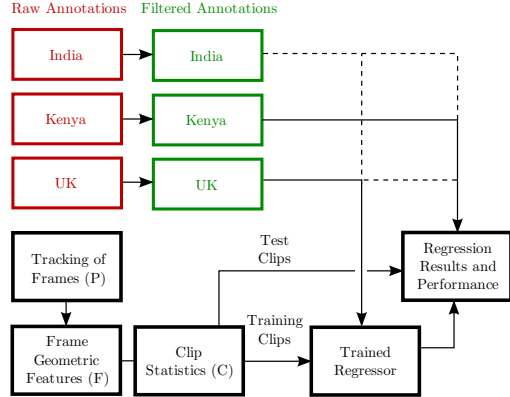 Raw Annotations Filtered Annotations
India India
Kenya Kenya
UK UK
Tracking of
Frames (P)
Test
Clips
Regression
Results and
Performance
Frame
Geometric
Features (F)
Clip
Statistics (C)
Training
Clips
Trained
Regressor